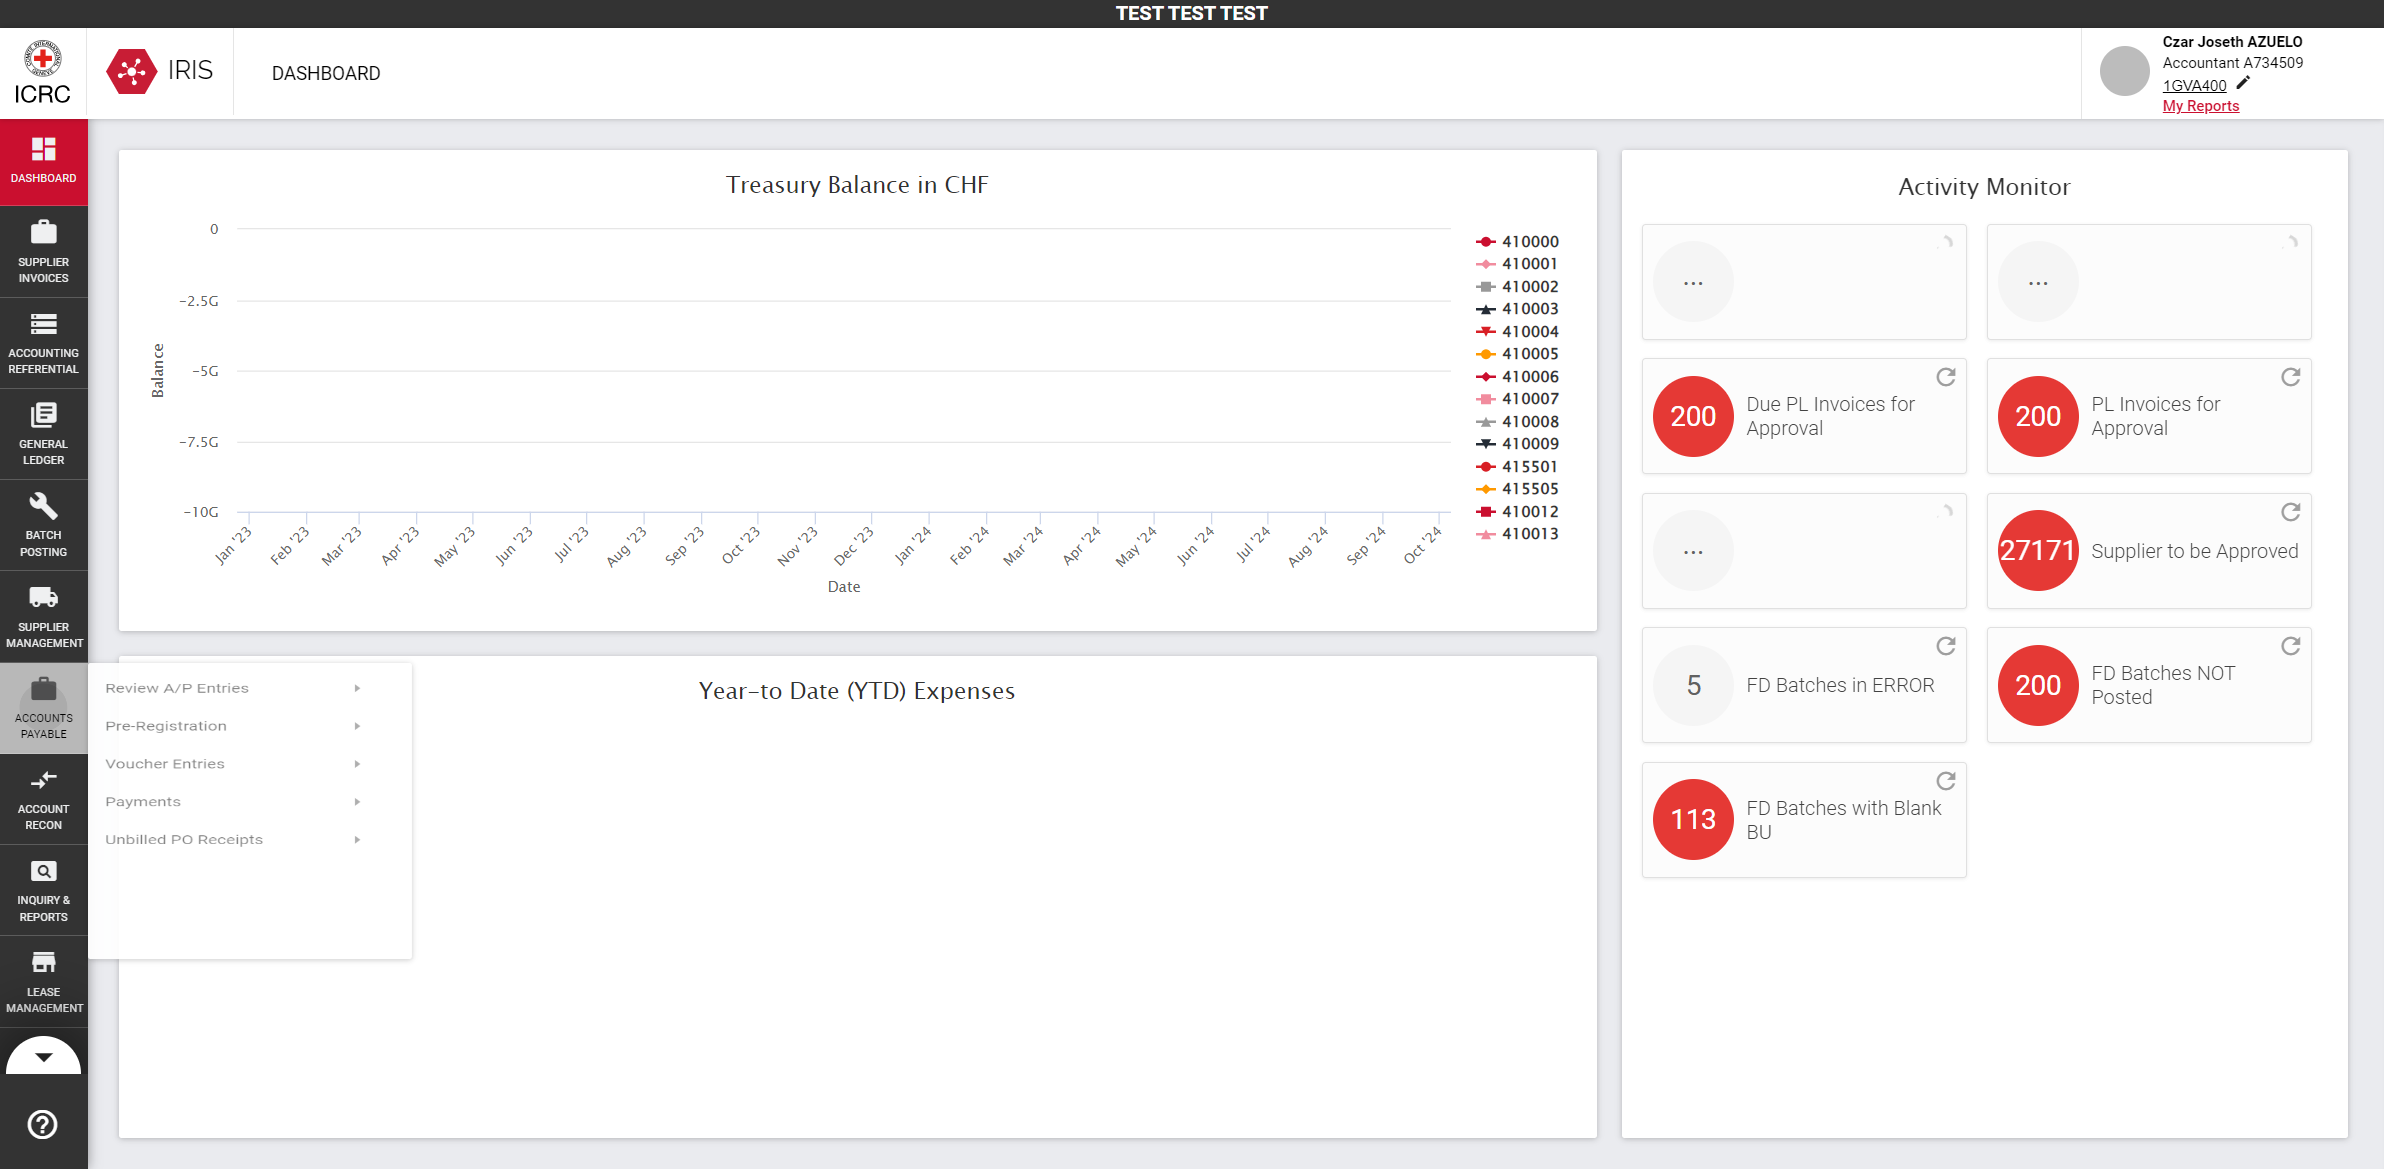 TEST TEST TEST
COMITE INTERNATIONAL GENEVE
ICRC
IRIS
DASHBOARD
Czar Joseth AZUELO
Accountant A734509
1GVA400
My Reports
DASHBOARD
SUPPLIER
INVOICES
ACCOUNTING
REFERENTIAL
GENERAL
LEDGER
BATCH
POSTING
SUPPLIER
MANAGEMENT
ACCOUNTS
PAYABLE
ACCOUNT
RECON
INQUIRY &
REPORTS
LEASE
MANAGEMENT
Review A/P Entries
Pre-Registration
Voucher Entries
Payments
Unbilled PO Receipts
Treasury Balance in CHF
Balance
0
−2.5G
−5G
−7.5G
−10G
Jan '23
Feb '23
Mar '23
Apr '23
May '23
Jun '23
Jul '23
Aug '23
Sep '23
Oct '23
Nov '23
Dec '23
Jan '24
Feb '24
Mar '24
Apr '24
May '24
Jun '24
Jul '24
Aug '24
Sep '24
Oct '24
Date
410000
410001
410002
410003
410004
410005
410006
410007
410008
410009
415501
415505
410012
410013
Year-to Date (YTD) Expenses
Activity Monitor
...
...
200
Due PL Invoices for
Approval
200
PL Invoices for
Approval
...
27171
Supplier to be Approved
5
FD Batches in ERROR
200
FD Batches NOT
Posted
113
FD Batches with Blank
BU